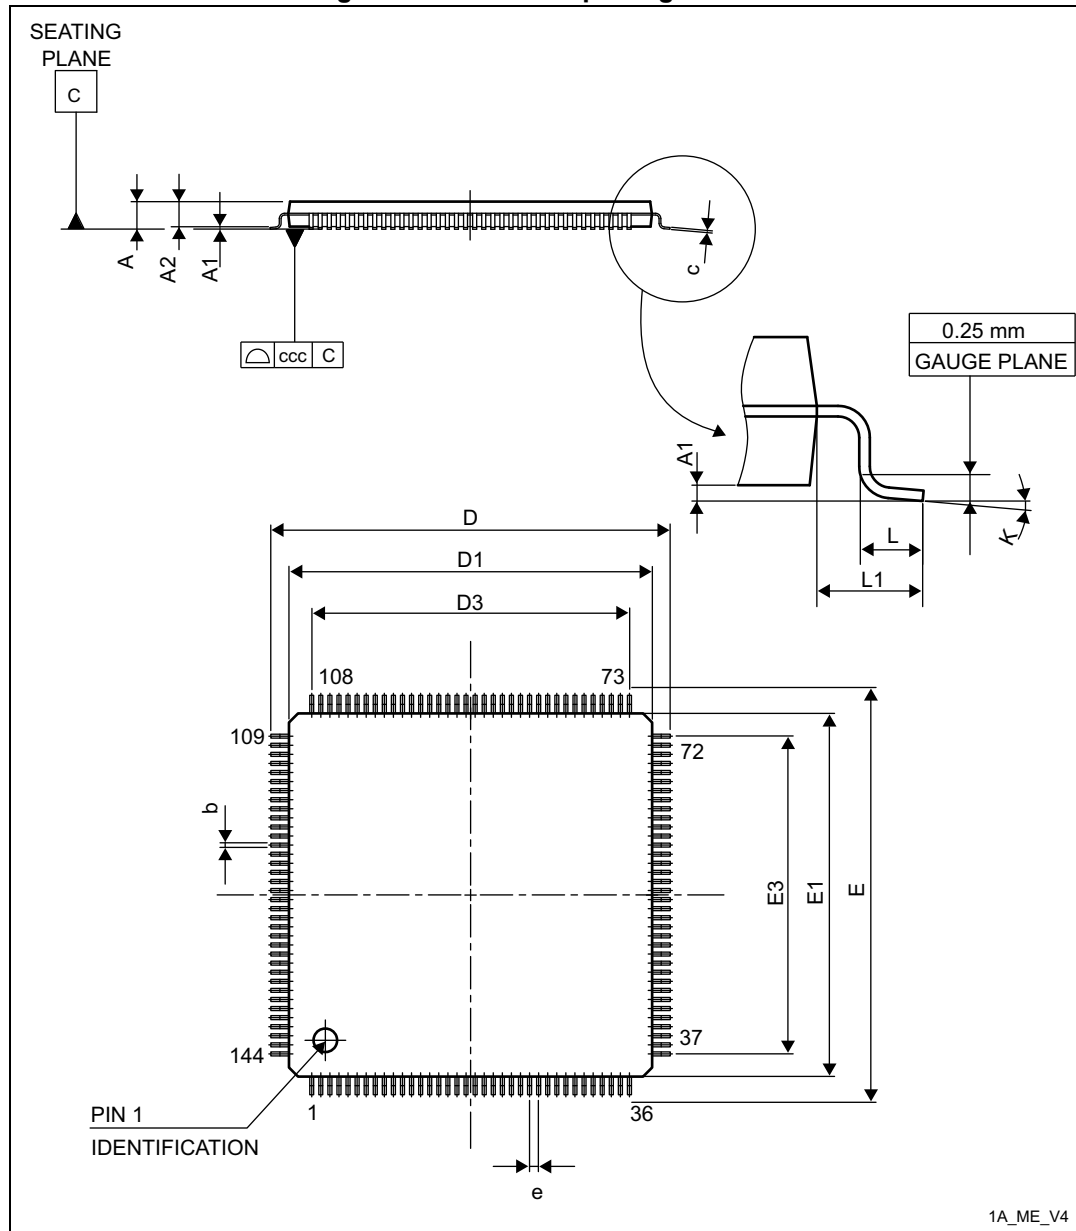 SEATING
PLANE
C
A
A2
A1
c
ccc C
0.25 mm
GAUGE PLANE
A1
K
L
L1
D
D1
D3
108
73
109
72
b
E3
E1
E
144
37
PIN 1
IDENTIFICATION
1
36
e
1A_ME_V4